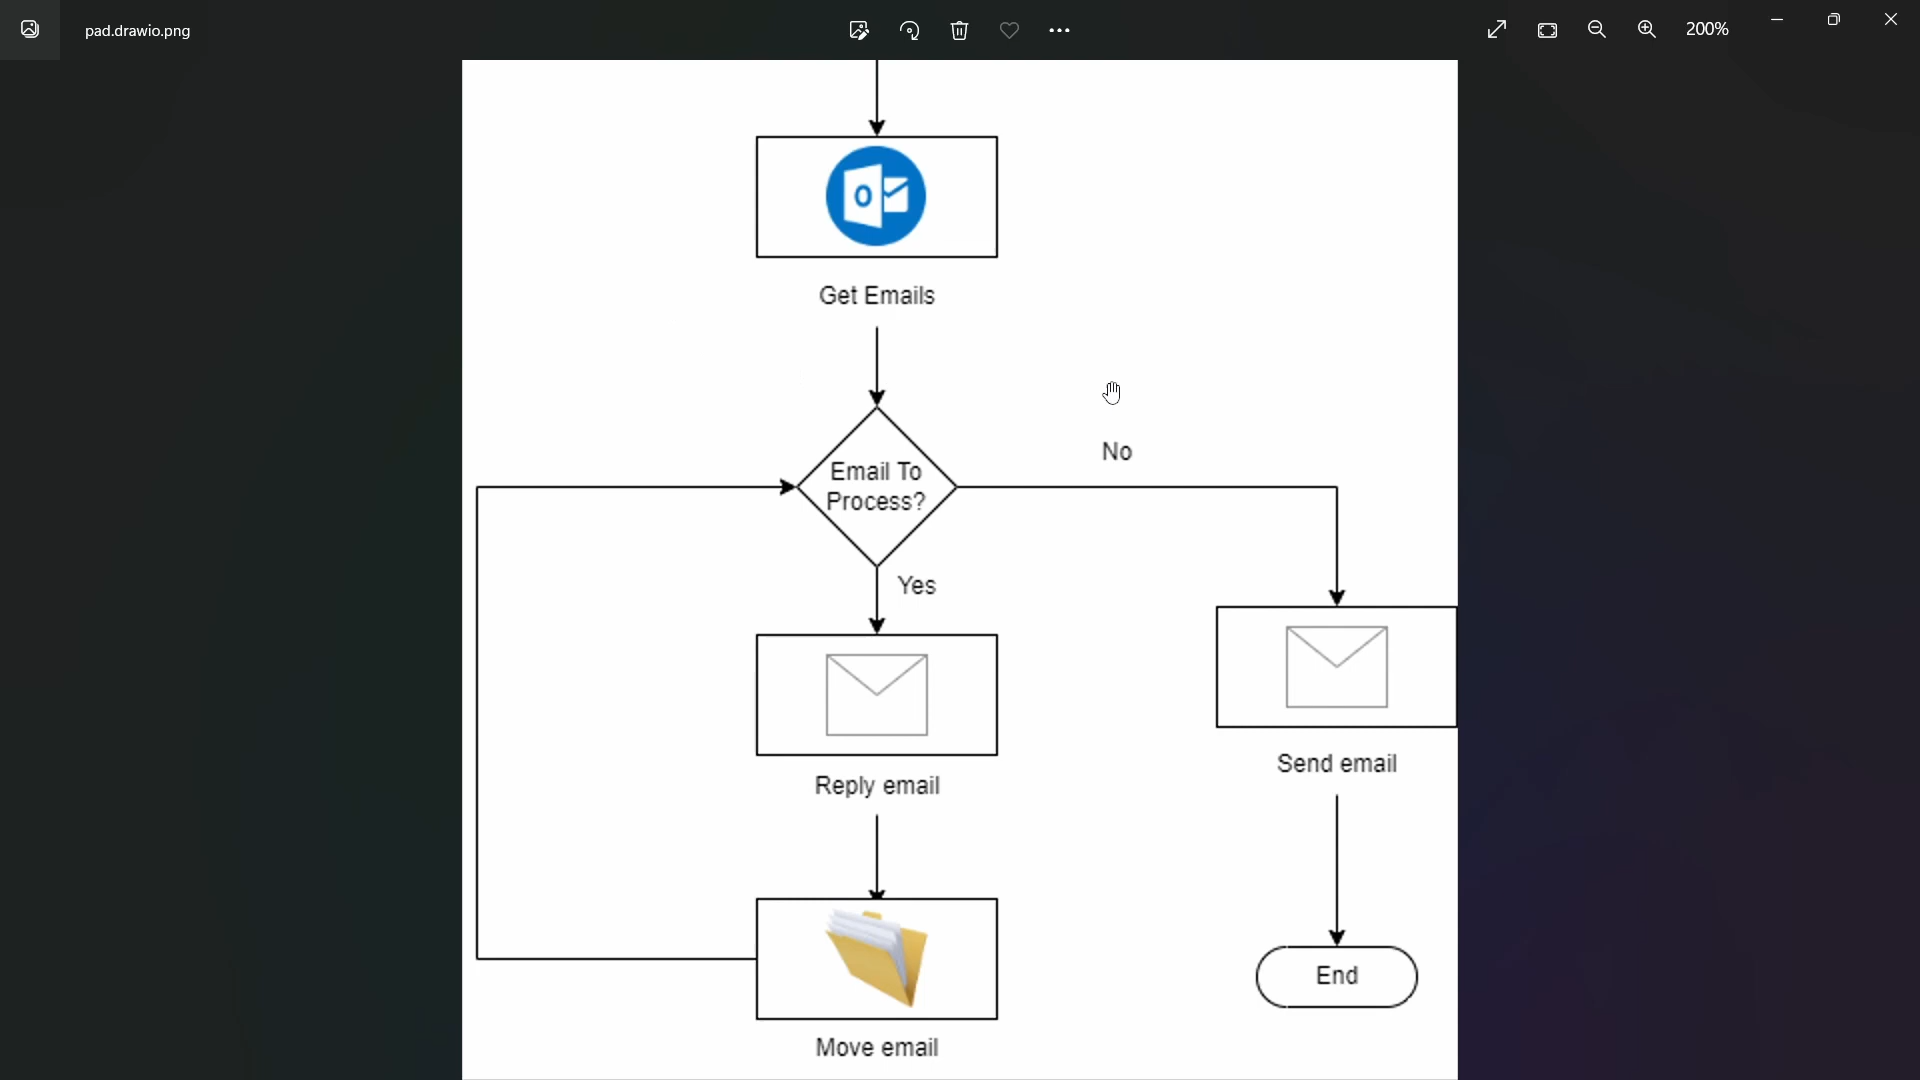 pad.drawio.png
200%
Get Emails
No
Email To
Process?
Yes
Reply email
Send email
End
Move email